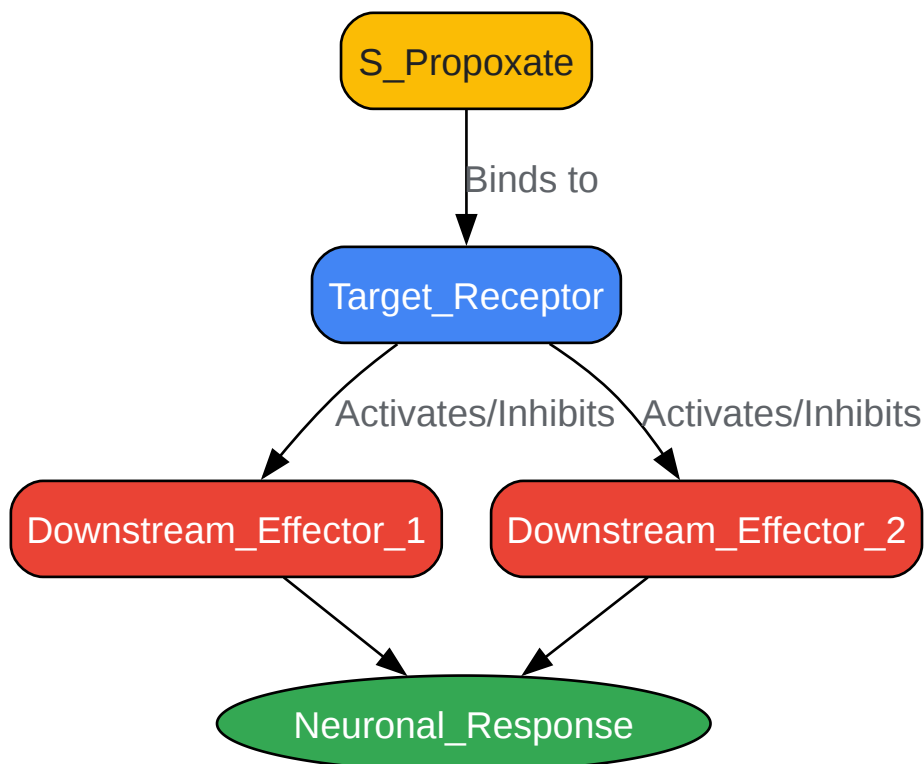 S_Propoxate
Binds to
Target_Receptor
Activates/Inhibits
Activates/Inhibits
Downstream_Effector_1
Downstream_Effector_2
Neuronal_Response